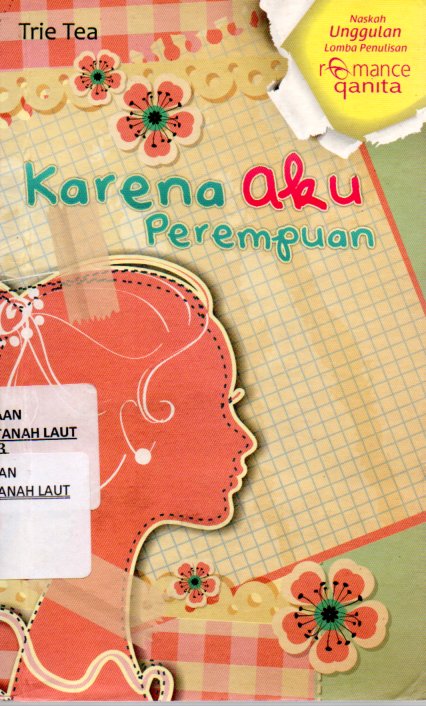 Trie Tea
Naskah
Unggulan
Lomba Penulisan
romance
qanita
Karena Aku
Perempuan
AAN
TANAH LAUT
R
AN
ANAH LAUT